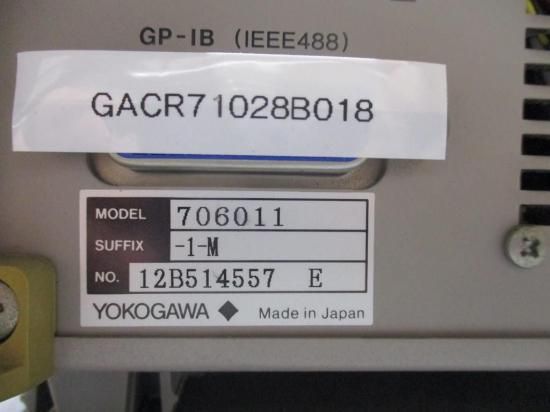 GP-IB (IEEE488)
GACR71028B018
MODEL 706011
SUFFIX -1-M
NO. 12B514557 E
YOKOGAWA Made in Japan